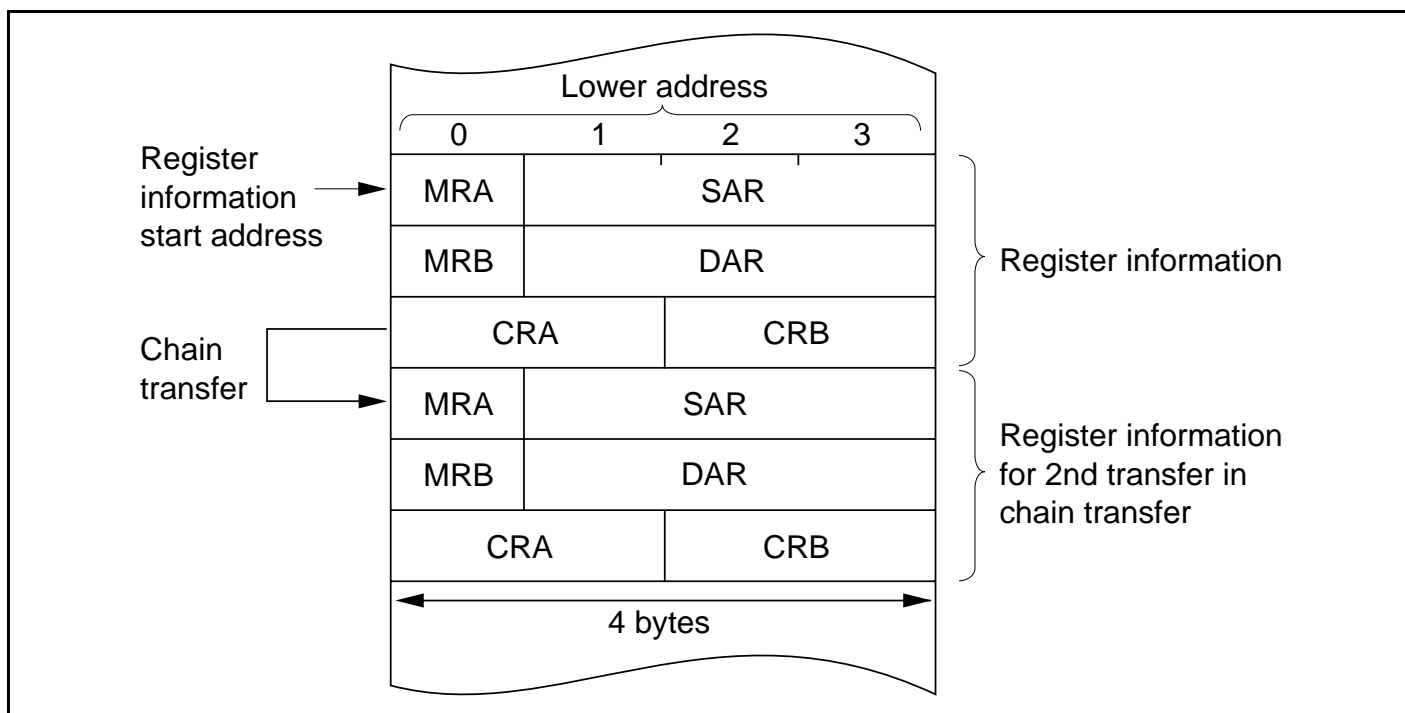 Lower address
0 1 2 3
Register
information
start address
MRA SAR
MRB DAR
Register information
CRA CRB
Chain
transfer
MRA SAR
MRB DAR
CRA CRB
Register information
for 2nd transfer in
chain transfer
4 bytes